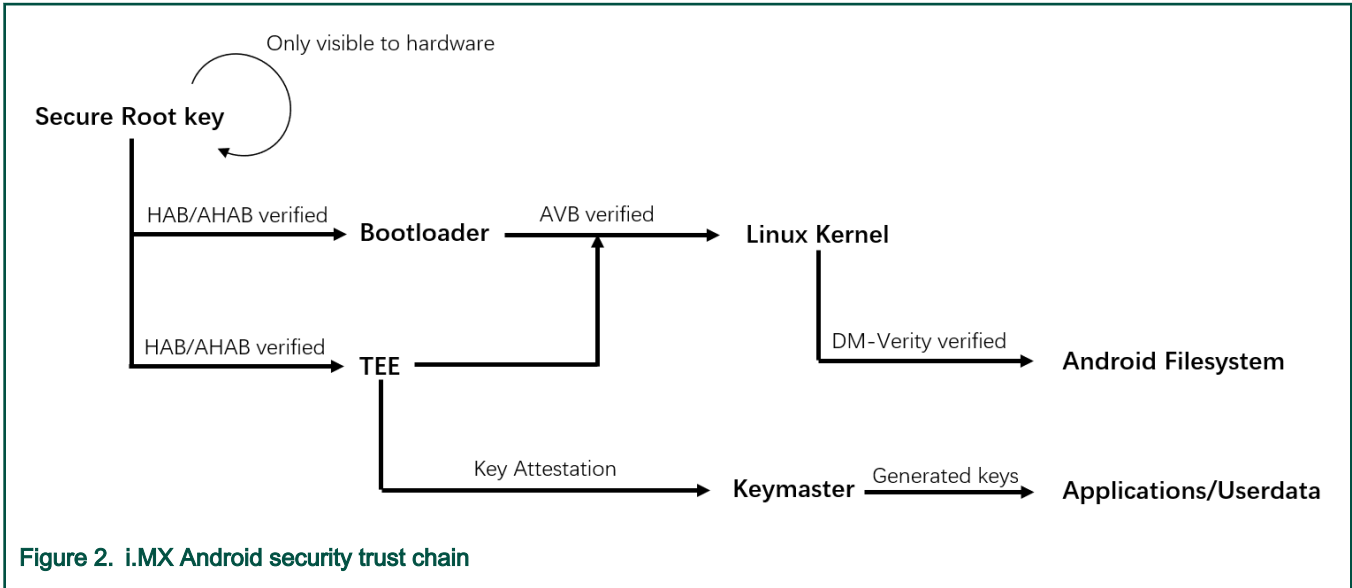 Only visible to hardware
Secure Root key
HAB/AHAB verified
Bootloader
AVB verified
Linux Kernel
HAB/AHAB verified
TEE
DM-Verity verified
Android Filesystem
Key Attestation
Keymaster
Generated keys
Applications/Userdata
Figure 2. i.MX Android security trust chain